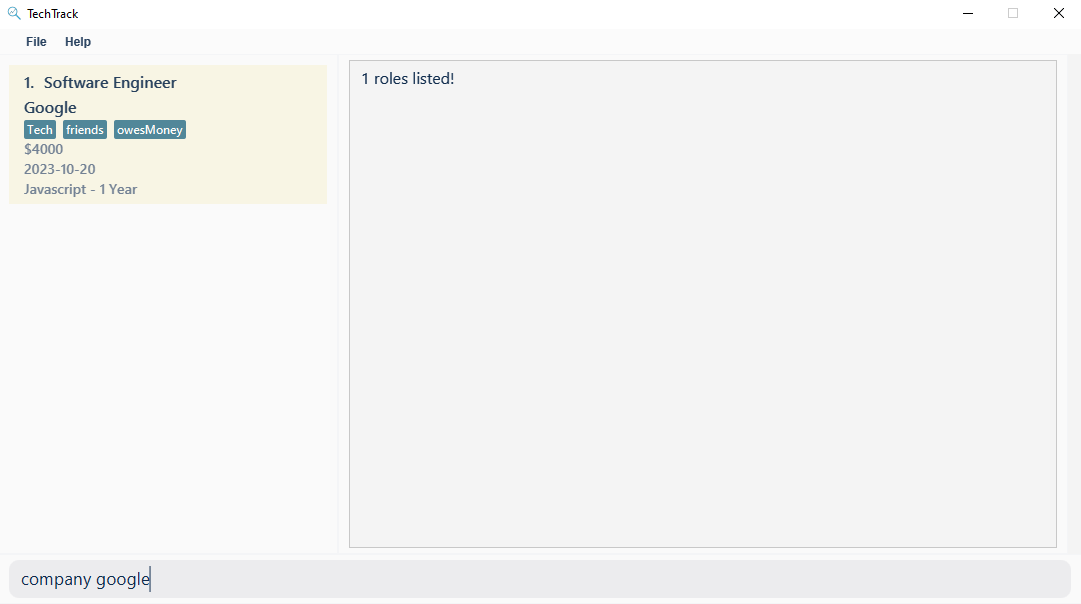 TechTrack
File Help
1. Software Engineer
Google
Tech friends owesMoney
$4000
2023-10-20
Javascript - 1 Year
1 roles listed!
company google